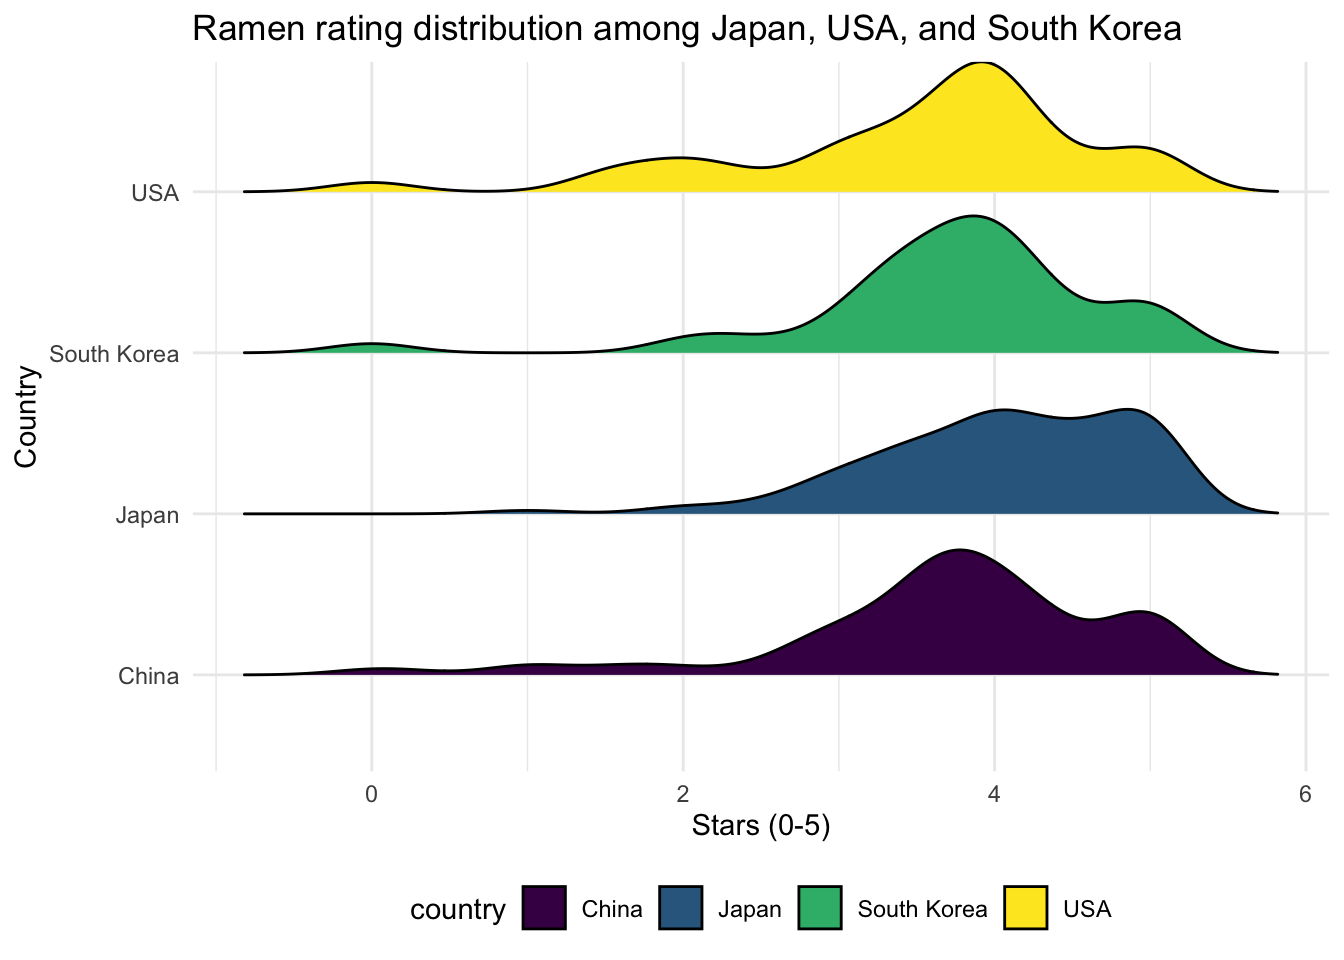 Ramen rating distribution among Japan, USA, and South Korea
USA
South Korea
Japan
China
Country
0 2 4 6
Stars (0-5)
country China Japan South Korea USA